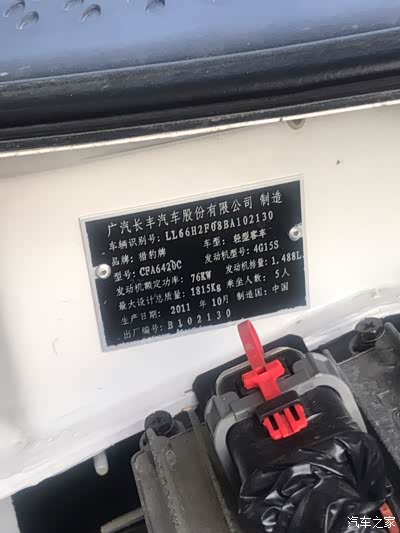 广汽长丰汽车股份有限公司 制造
车辆识别号: LL66H2F08BA102130
品牌: 猎豹牌 车型: 轻型客车
型号: CFA6420C 发动机型号: 4G15S
发动机额定功率: 76KW 发动机排量: 1.488L
最大设计总质量: 1815Kg 乘坐人数: 5人
生产日期: 2011 年 10月 制造国: 中国
出厂编号: B102130
汽车之家